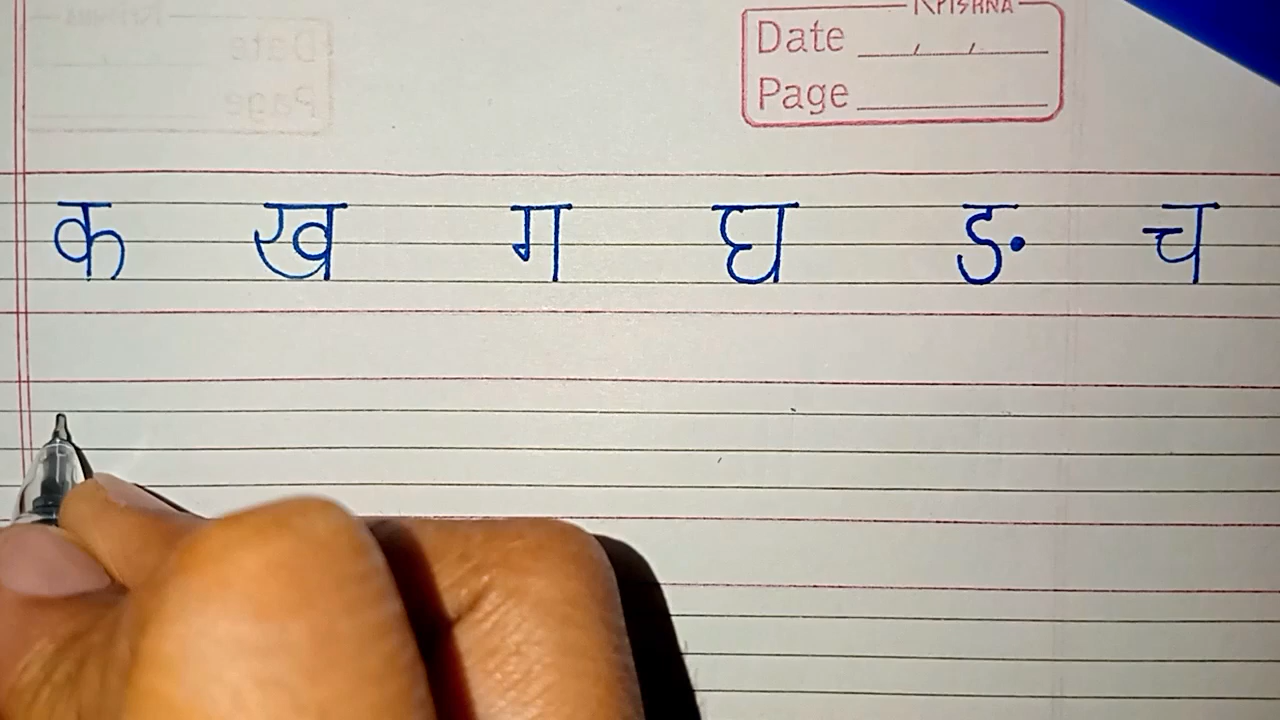 Krishna
Date
Page
क ख ग घ ङ च